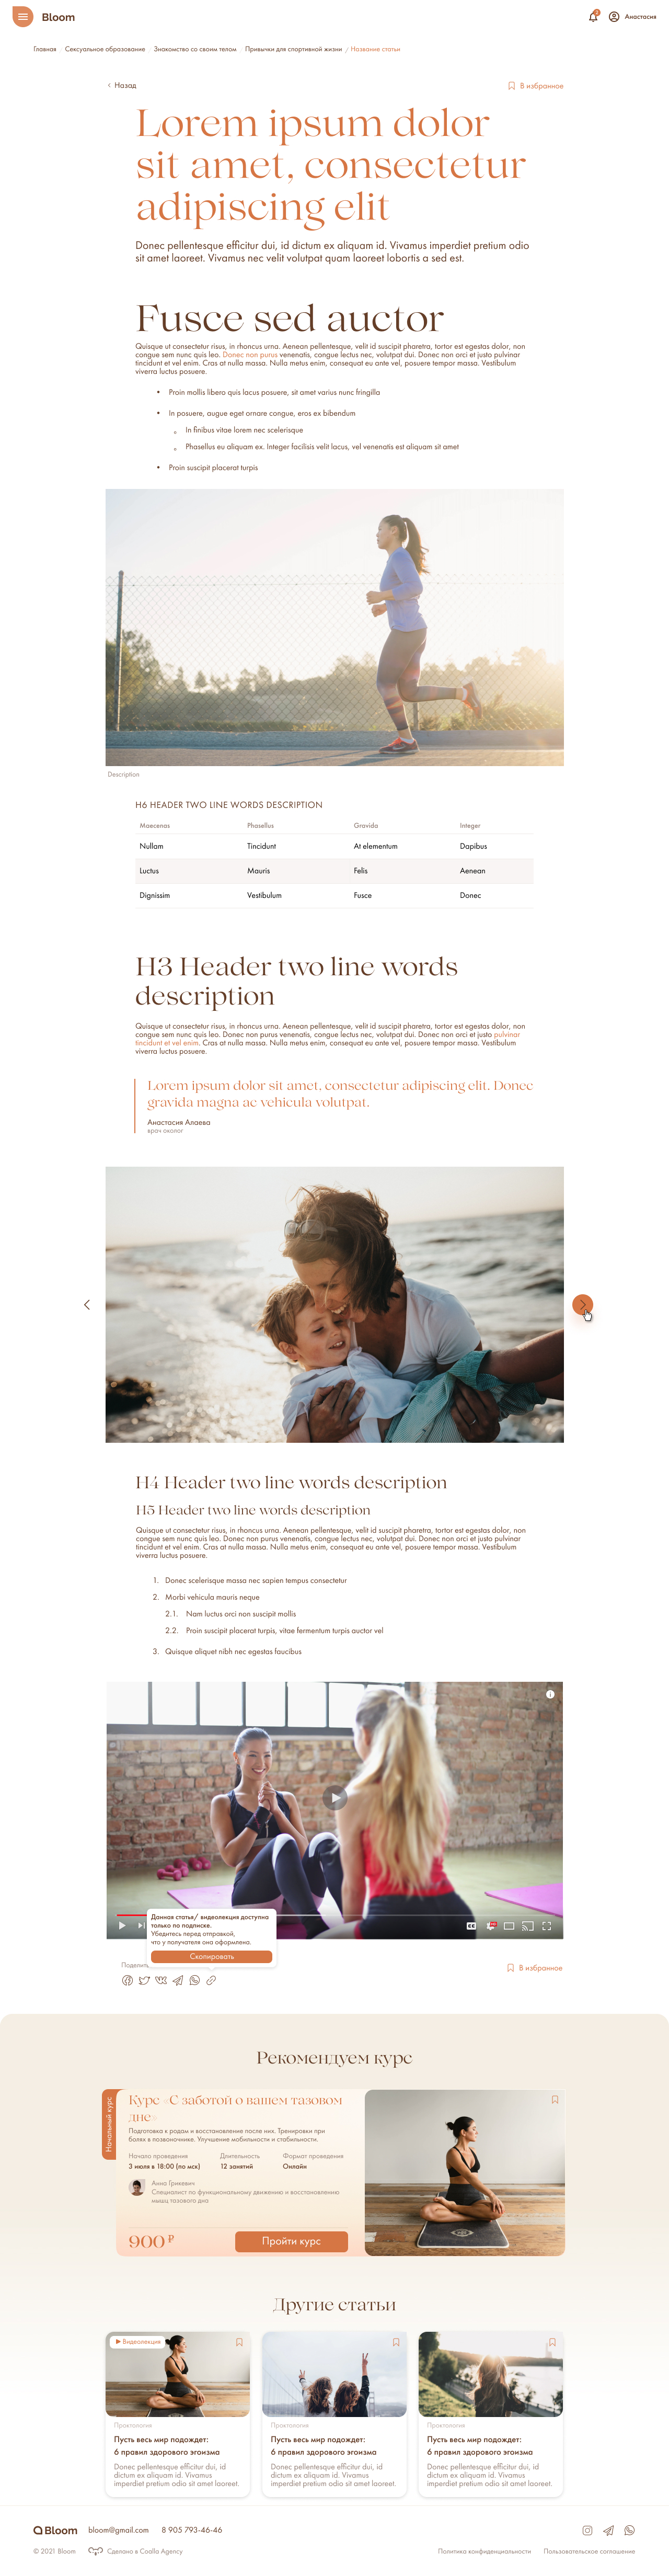 Bloom
2
Анастасия
Главная / Сексуальное образование / Знакомство со своим телом / Привычки для спортивной жизни / Название статьи
Назад
В избранное
Lorem ipsum dolor
sit amet, consectetur
adipiscing elit
Donec pellentesque efficitur dui, id dictum ex aliquam id. Vivamus imperdiet pretium odio
sit amet laoreet. Vivamus nec velit volutpat quam laoreet lobortis a sed est.
Fusce sed auctor
Quisque ut consectetur risus, in rhoncus urna. Aenean pellentesque, velit id suscipit pharetra, tortor est egestas dolor, non
congue sem nunc quis leo. Donec non purus venenatis, congue lectus nec, volutpat dui. Donec non orci et justo pulvinar
tincidunt et vel enim. Cras at nulla massa. Nulla metus enim, consequat eu ante vel, posuere tempor massa. Vestibulum
viverra luctus posuere.
• Proin mollis libero quis lacus posuere, sit amet varius nunc fringilla
• In posuere, augue eget ornare congue, eros ex bibendum
In finibus vitae lorem nec scelerisque
Phasellus eu aliquam ex. Integer facilisis velit lacus, vel venenatis est aliquam sit amet
• Proin suscipit placerat turpis
Description
H6 HEADER TWO LINE WORDS DESCRIPTION
Maecenas Phasellus Gravida Integer
Nullam Tincidunt At elementum Dapibus
Luctus Mauris Felis Aenean
Dignissim Vestibulum Fusce Donec
H3 Header two line words
description
Quisque ut consectetur risus, in rhoncus urna. Aenean pellentesque, velit id suscipit pharetra, tortor est egestas dolor, non
congue sem nunc quis leo. Donec non purus venenatis, congue lectus nec, volutpat dui. Donec non orci et justo pulvinar
tincidunt et vel enim. Cras at nulla massa. Nulla metus enim, consequat eu ante vel, posuere tempor massa. Vestibulum
viverra luctus posuere.
Lorem ipsum dolor sit amet, consectetur adipiscing elit. Donec
gravida magna ac vehicula volutpat.
Анастасия Алаева
врач околог
H4 Header two line words description
H5 Header two line words description
Quisque ut consectetur risus, in rhoncus urna. Aenean pellentesque, velit id suscipit pharetra, tortor est egestas dolor, non
congue sem nunc quis leo. Donec non purus venenatis, congue lectus nec, volutpat dui. Donec non orci et justo pulvinar
tincidunt et vel enim. Cras at nulla massa. Nulla metus enim, consequat eu ante vel, posuere tempor massa. Vestibulum
viverra luctus posuere.
1. Donec scelerisque massa nec sapien tempus consectetur
2. Morbi vehicula mauris neque
2.1. Nam luctus orci non suscipit mollis
2.2. Proin suscipit placerat turpis, vitae fermentum turpis auctor vel
3. Quisque aliquet nibh nec egestas faucibus
CC HD
Данная статья/ видеолекция доступна
только по подписке.
Убедитесь перед отправкой,
что у получателя она оформлена.
Скопировать
В избранное
Рекомендуем курс
Начальный курс
Курс «С заботой о вашем тазовом
дне»
Подготовка к родам и восстановление после них. Тренировки при
болях в позвоночнике. Улучшение мобильности и стабильности.
Начало проведения Длительность Формат проведения
3 июля в 18:00 (по мск) 12 занятий Онлайн
Анна Грикевич
Специалист по функциональному движению и восстановлению
мышц тазового дна
900 ₽
Пройти курс
Другие статьи
Видеолекция
Проктология Проктология Проктология
Пусть весь мир подождет: Пусть весь мир подождет: Пусть весь мир подождет:
6 правил здорового эгоизма 6 правил здорового эгоизма 6 правил здорового эгоизма
Donec pellentesque efficitur dui, id Donec pellentesque efficitur dui, id Donec pellentesque efficitur dui, id
dictum ex aliquam id. Vivamus dictum ex aliquam id. Vivamus dictum ex aliquam id. Vivamus
imperdiet pretium odio sit amet laoreet. imperdiet pretium odio sit amet laoreet. imperdiet pretium odio sit amet laoreet.
Bloom bloom@gmail.com 8 905 793-46-46
© 2021 Bloom Сделано в Coalla Agency Политика конфиденциальности Пользовательское соглашение